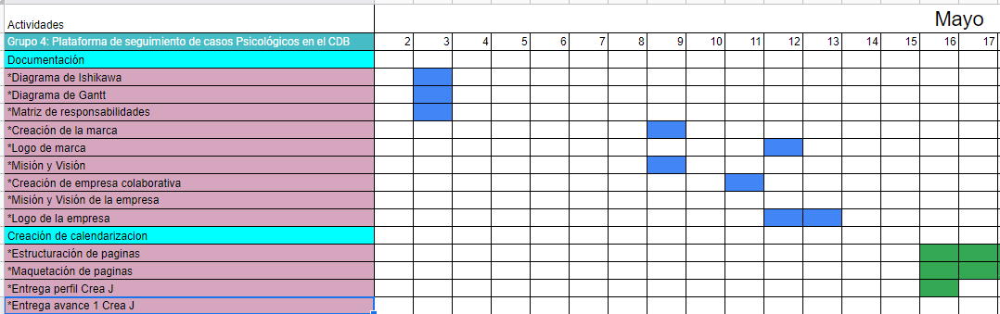 Mayo
Actividades
Grupo 4: Plataforma de seguimiento de casos Psicológicos en el CDB 2 3 4 5 6 7 8 9 10 11 12 13 14 15 16 17
Documentación
*Diagrama de Ishikawa
*Diagrama de Gantt
*Matriz de responsabilidades
*Creación de la marca
*Logo de marca
*Misión y Visión
*Creación de empresa colaborativa
*Misión y Visión de la empresa
*Logo de la empresa
Creación de calendarizacion
*Estructuración de paginas
*Maquetación de paginas
*Entrega perfil Crea J
*Entrega avance 1 Crea J